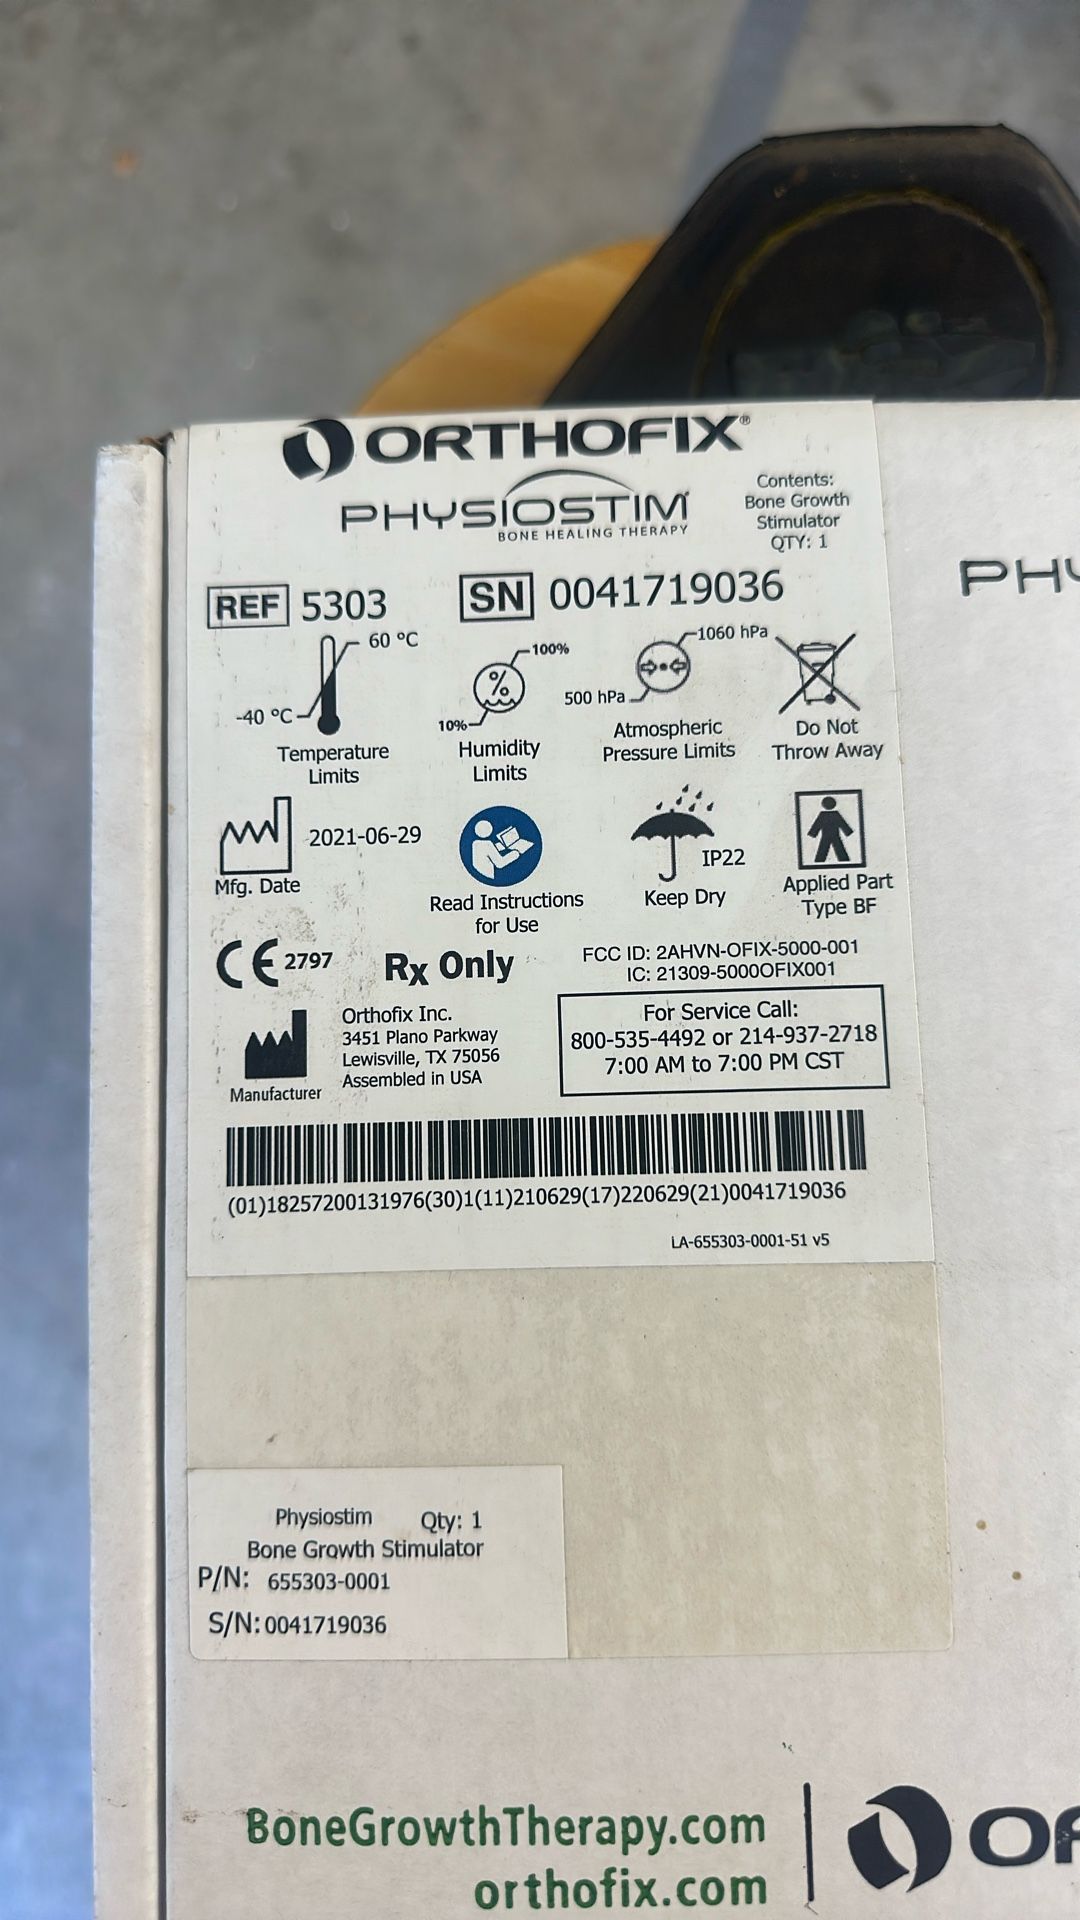 ORTHOFIX®
PHYSIOSTIM®
BONE HEALING THERAPY
Contents:
Bone Growth
Stimulator
QTY: 1
PHY
REF 5303
SN 0041719036
60 °C
-40 °C
Temperature
Limits
100%
%
10%
Humidity
Limits
1060 hPa
500 hPa
Atmospheric
Pressure Limits
Do Not
Throw Away
2021-06-29
Mfg. Date
Read Instructions
for Use
IP22
Keep Dry
Applied Part
Type BF
CE 2797
Rx Only
FCC ID: 2AHVN-OFIX-5000-001
IC: 21309-5000OFIX001
Manufacturer
Orthofix Inc.
3451 Plano Parkway
Lewisville, TX 75056
Assembled in USA
For Service Call:
800-535-4492 or 214-937-2718
7:00 AM to 7:00 PM CST
(01)18257200131976(30)1(11)210629(17)220629(21)0041719036
LA-655303-0001-51 v5
Physiostim Qty: 1
Bone Growth Stimulator
P/N: 655303-0001
S/N: 0041719036
BoneGrowthTherapy.com
orthofix.com
OF